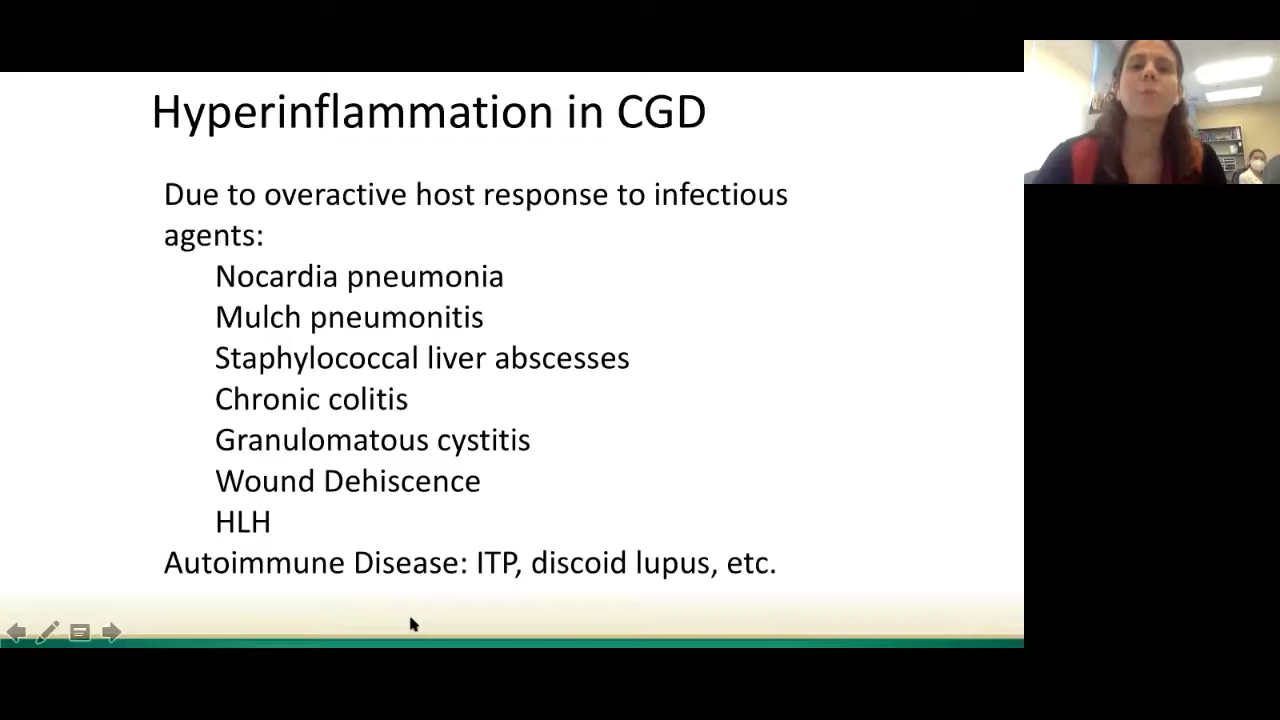 Hyperinflammation in CGD
Due to overactive host response to infectious
agents:
Nocardia pneumonia
Mulch pneumonitis
Staphylococcal liver abscesses
Chronic colitis
Granulomatous cystitis
Wound Dehiscence
HLH
Autoimmune Disease: ITP, discoid lupus, etc.